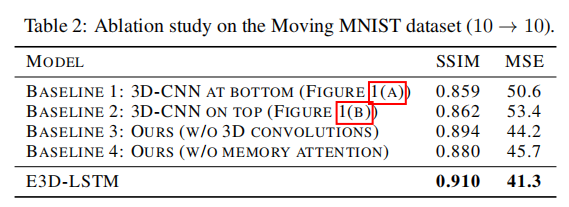 Table 2: Ablation study on the Moving MNIST dataset (10 → 10).
MODEL SSIM MSE
BASELINE 1: 3D-CNN AT BOTTOM (FIGURE 1(A)) 0.859 50.6
BASELINE 2: 3D-CNN ON TOP (FIGURE 1(B)) 0.862 53.4
BASELINE 3: OURS (W/O 3D CONVOLUTIONS) 0.894 44.2
BASELINE 4: OURS (W/O MEMORY ATTENTION) 0.880 45.7
E3D-LSTM 0.910 41.3